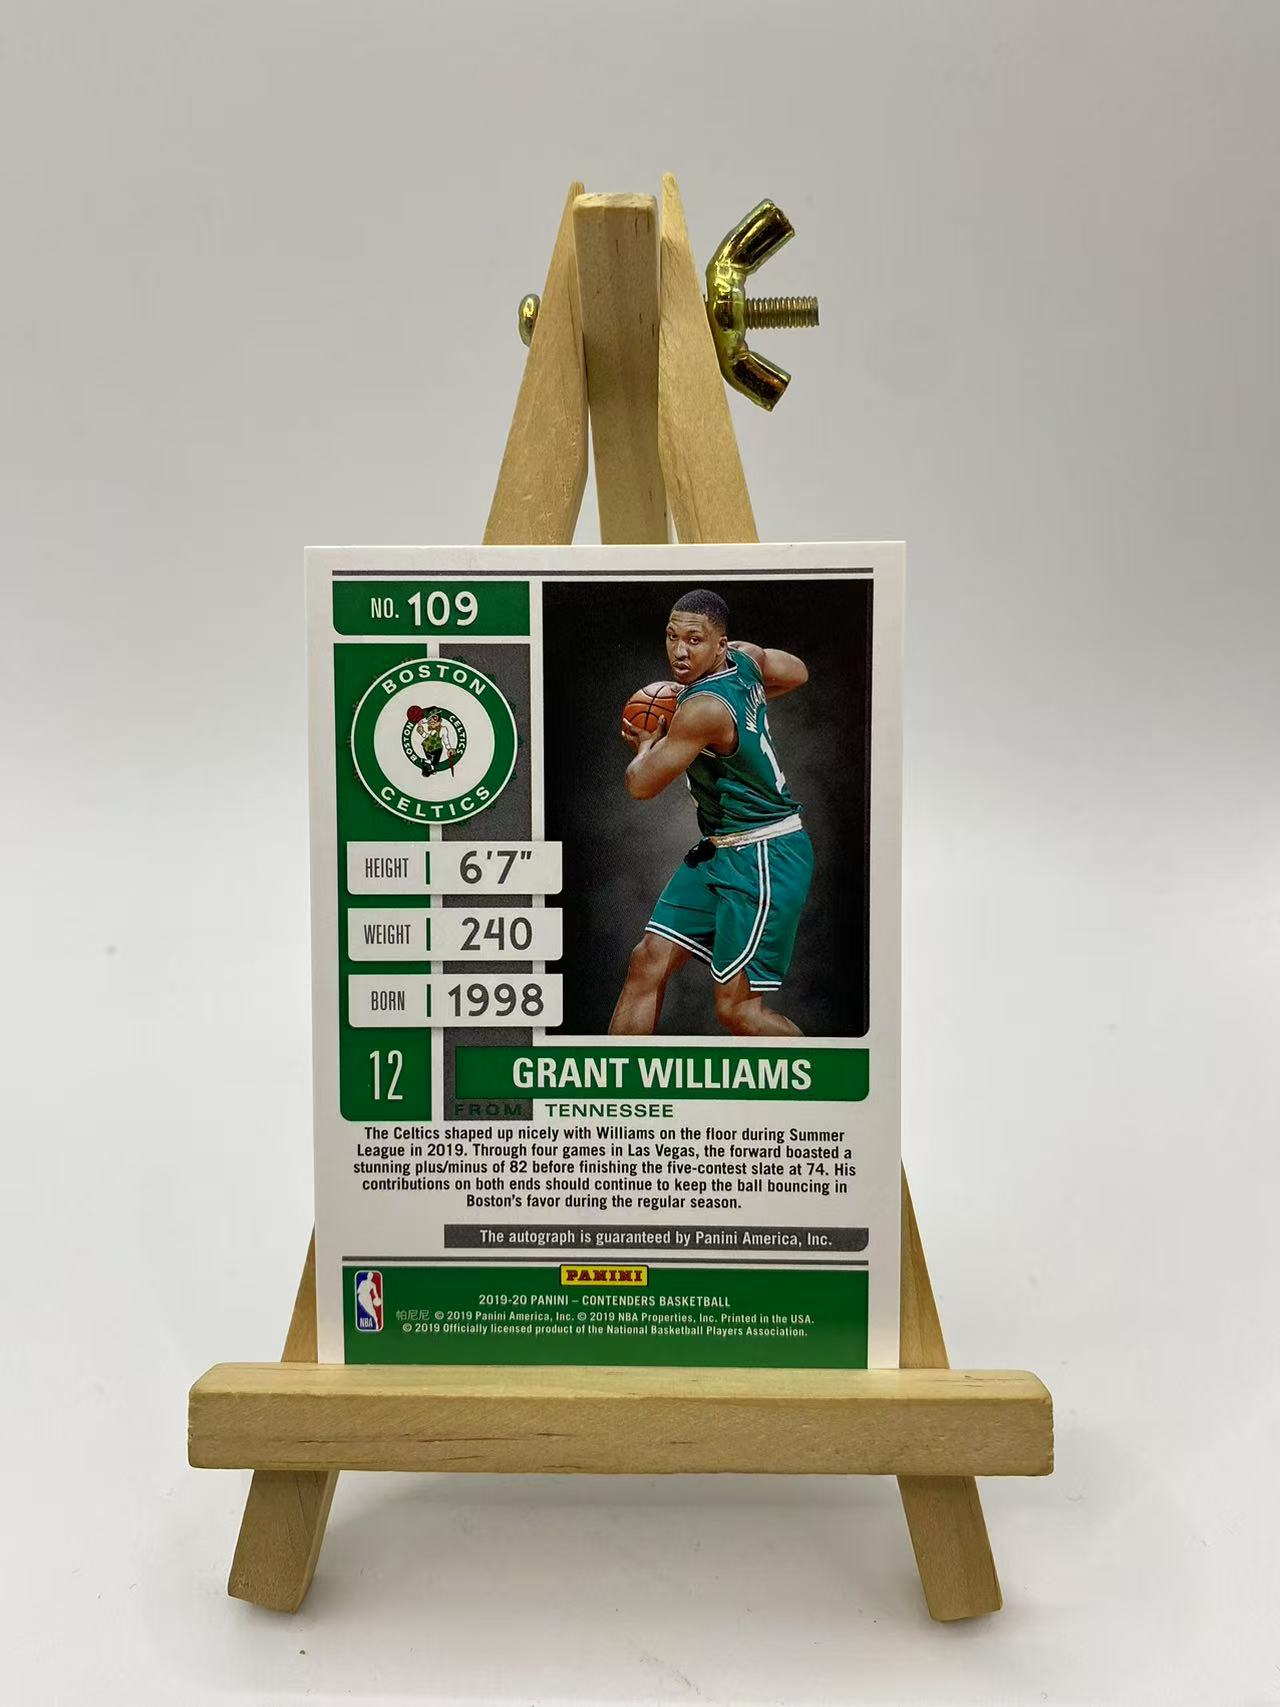 NO. 109
BOSTON
CELTICS
BOSTON CELTICS
HEIGHT 6'7"
WEIGHT 240
BORN 1998
WILLIAMS
12
GRANT WILLIAMS
FROM TENNESSEE
The Celtics shaped up nicely with Williams on the floor during Summer
League in 2019. Through four games in Las Vegas, the forward boasted a
stunning plus/minus of 82 before finishing the five-contest slate at 74. His
contributions on both ends should continue to keep the ball bouncing in
Boston's favor during the regular season.
The autograph is guaranteed by Panini America, Inc.
PANINI
NBA
2019-20 PANINI – CONTENDERS BASKETBALL
帕尼尼 © 2019 Panini America, Inc. © 2019 NBA Properties, Inc. Printed in the USA.
© 2019 Officially licensed product of the National Basketball Players Association.